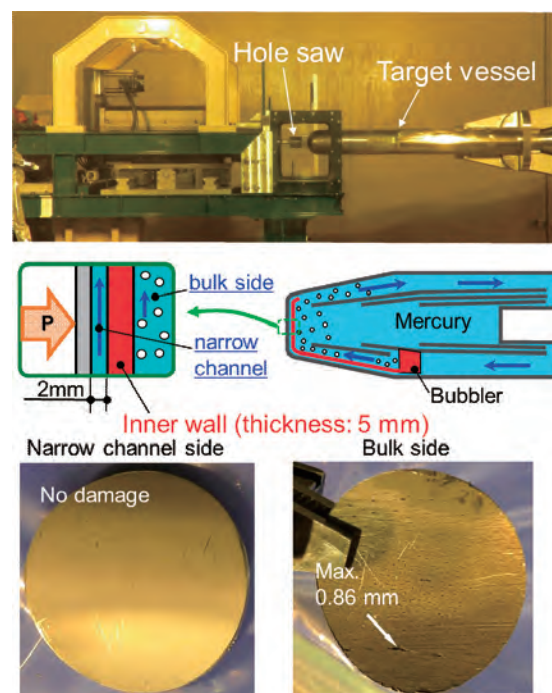 Hole saw
Target vessel
P
bulk side
narrow
channel
2mm
Mercury
Bubbler
Inner wall (thickness: 5 mm)
Narrow channel side
Bulk side
No damage
Max.
0.86 mm